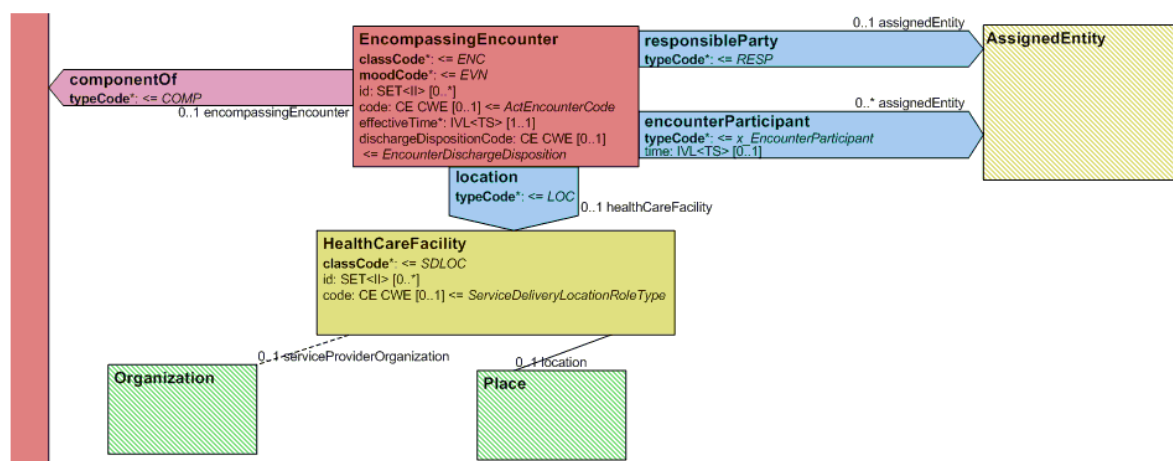 0..1 assignedEntity
EncompassingEncounter
classCode*: <= ENC
moodCode*: <= EVN
id: SET<II> [0..*]
code: CE CWE [0..1] <= ActEncounterCode
effectiveTime*: IVL<TS> [1..1]
dischargeDispositionCode: CE CWE [0..1]
<= EncounterDischargeDisposition
responsibleParty
typeCode*: <= RESP
AssignedEntity
componentOf
typeCode*: <= COMP
0..1 encompassingEncounter
0..* assignedEntity
encounterParticipant
typeCode*: <= x_EncounterParticipant
time: IVL<TS> [0..1]
location
typeCode*: <= LOC
0..1 healthCareFacility
HealthCareFacility
classCode*: <= SDLOC
id: SET<II> [0..*]
code: CE CWE [0..1] <= ServiceDeliveryLocationRoleType
0..1 serviceProviderOrganization
0..1 location
Organization
Place